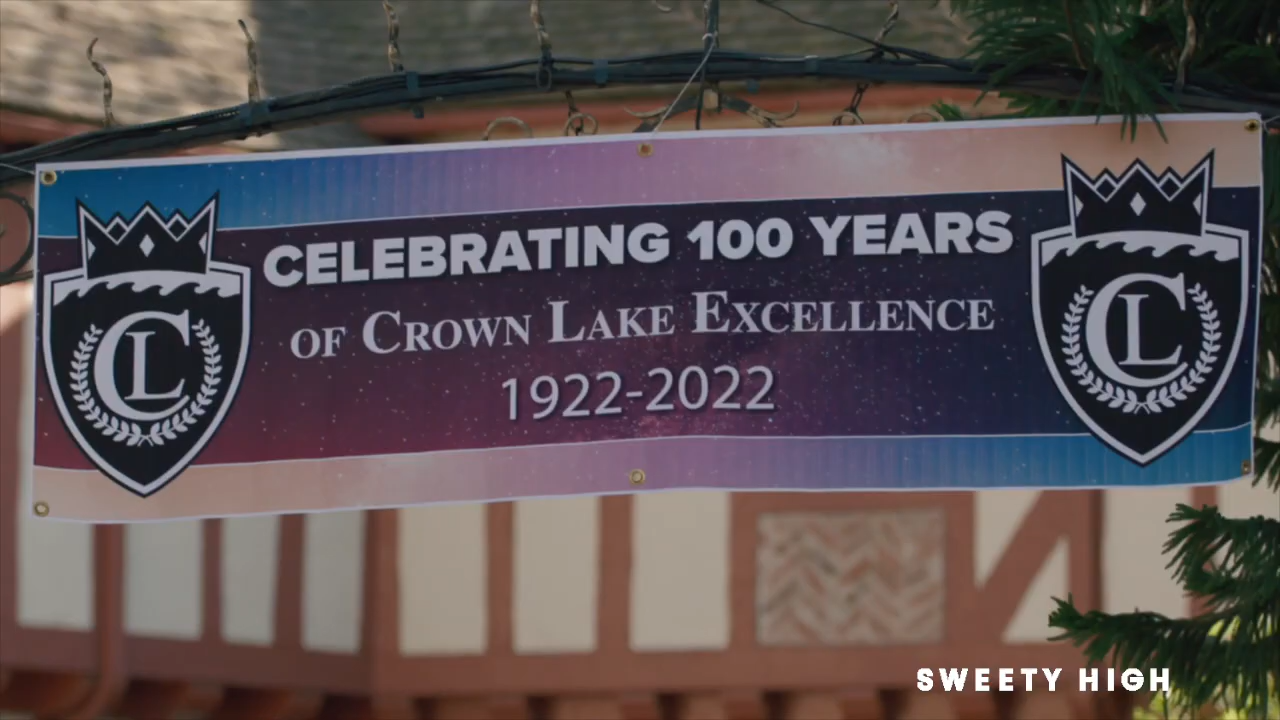 CELEBRATING 100 YEARS
OF CROWN LAKE EXCELLENCE
1922-2022
CL
CL
SWEETY HIGH